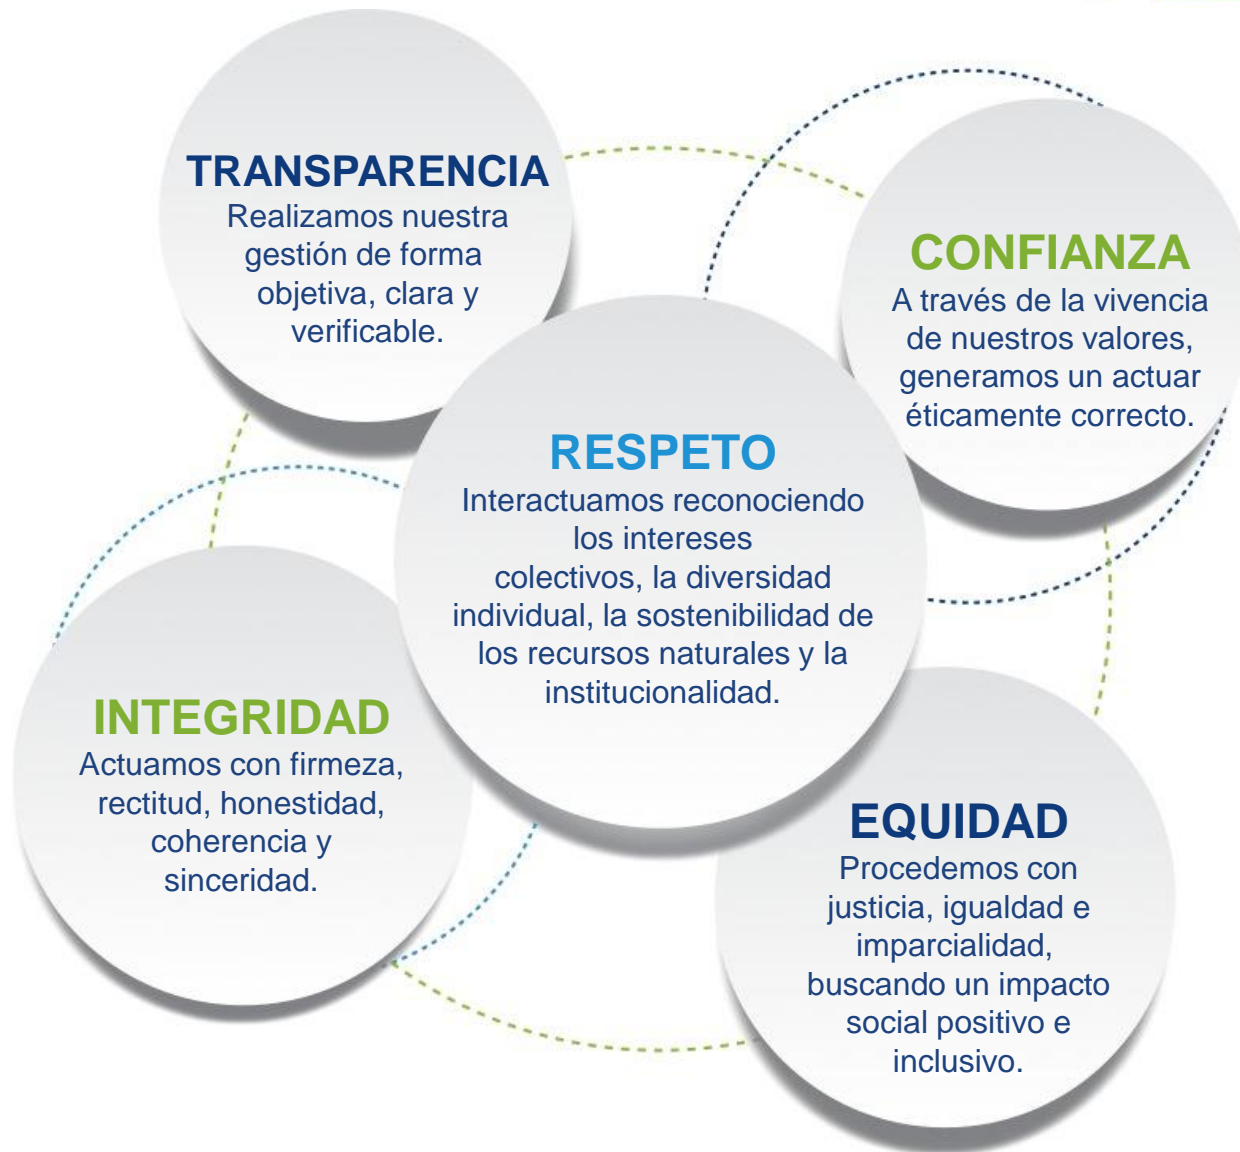 TRANSPARENCIA
Realizamos nuestra
gestión de forma
objetiva, clara y
verificable.
CONFIANZA
A través de la vivencia
de nuestros valores,
generamos un actuar
éticamente correcto.
RESPETO
Interactuamos reconociendo
los intereses
colectivos, la diversidad
individual, la sostenibilidad de
los recursos naturales y la
institucionalidad.
INTEGRIDAD
Actuamos con firmeza,
rectitud, honestidad,
coherencia y
sinceridad.
EQUIDAD
Procedemos con
justicia, igualdad e
imparcialidad,
buscando un impacto
social positivo e
inclusivo.